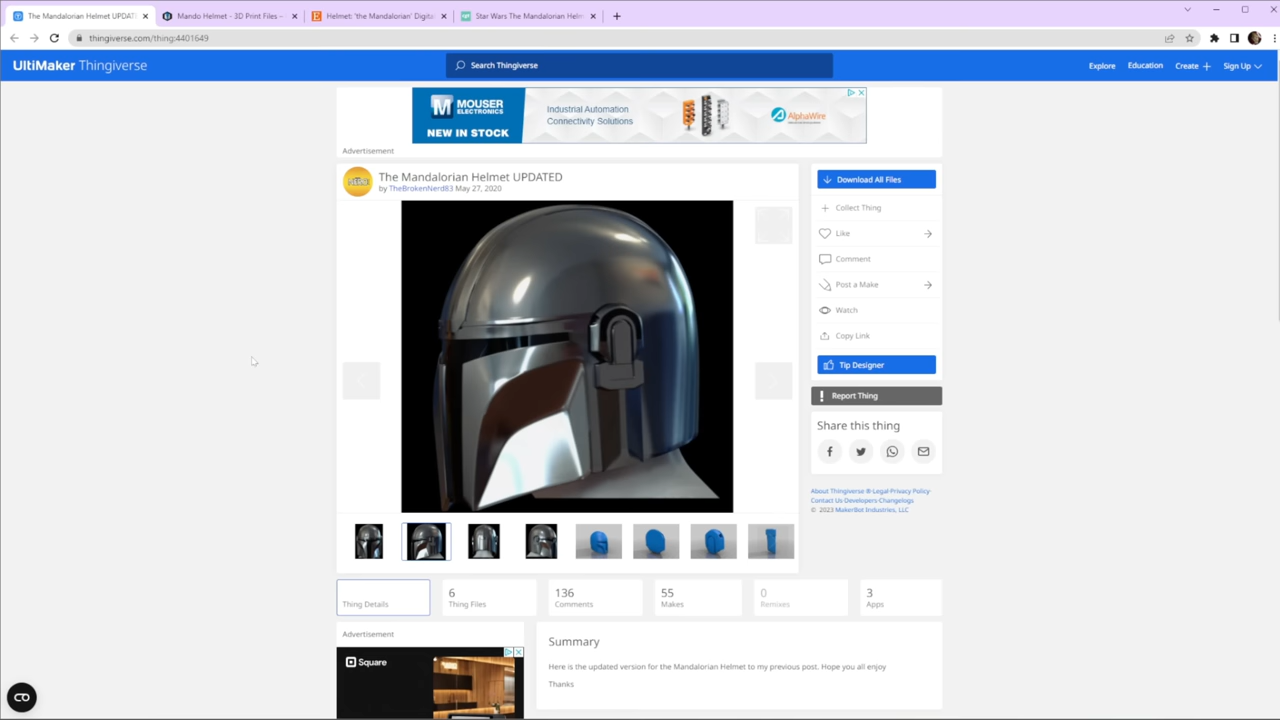 The Mandalorian Helmet UPDAT
Mando Helmet - 3D Print Files –
Helmet: 'the Mandalorian' Digita
Star Wars The Mandalorian Helm
thingiverse.com/thing:4401649
UltiMaker Thingiverse
Search Thingiverse
Explore
Education
Create
Sign Up
MOUSER ELECTRONICS
NEW IN STOCK
Industrial Automation
Connectivity Solutions
AlphaWire
Advertisement
The Mandalorian Helmet UPDATED
by TheBrokenNerd83 May 27, 2020
Download All Files
Collect Thing
Like
Comment
Post a Make
Watch
Copy Link
Tip Designer
Report Thing
Share this thing
About Thingiverse ® Legal Privacy Policy
Contact Us Developers Changelogs
© 2023 MakerBot Industries, LLC
Thing Details
6
Thing Files
136
Comments
55
Makes
0
Remixes
3
Apps
Advertisement
Square
Summary
Here is the updated version for the Mandalorian Helmet to my previous post. Hope you all enjoy
Thanks